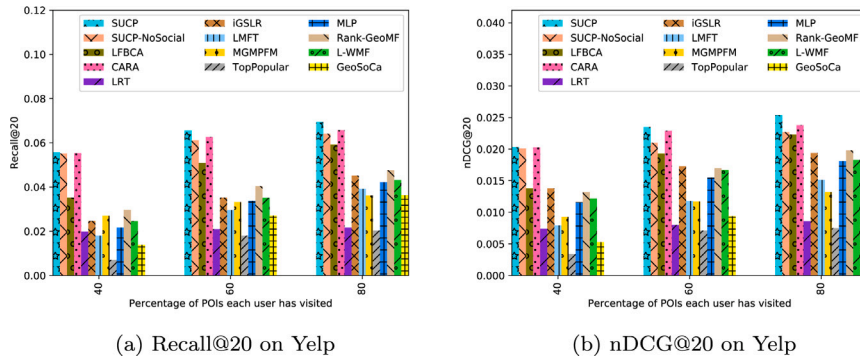 0.12
0.10
0.08
0.06
0.04
0.02
0.00
Recall@20
SUCP
SUCP-NoSocial
LFBCA
CARA
LRT
iGSLR
LMFT
MGMPFM
TopPopular
MLP
Rank-GeoMF
L-WMF
GeoSoCa
40
60
80
Percentage of POIs each user has visited
(a) Recall@20 on Yelp
0.040
0.035
0.030
0.025
0.020
0.015
0.010
0.005
0.000
nDCG@20
SUCP
SUCP-NoSocial
LFBCA
CARA
LRT
iGSLR
LMFT
MGMPFM
TopPopular
MLP
Rank-GeoMF
L-WMF
GeoSoCa
40
60
80
Percentage of POIs each user has visited
(b) nDCG@20 on Yelp